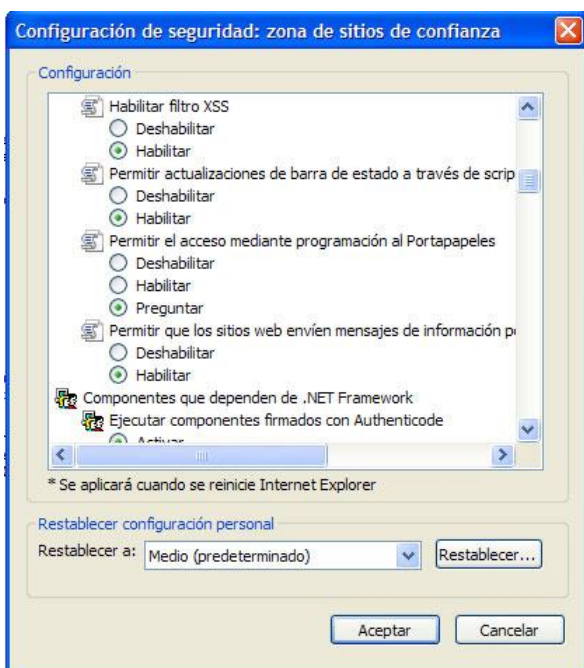 Configuración de seguridad: zona de sitios de confianza
Configuración
Habilitar filtro XSS
Deshabilitar
Habilitar
Permitir actualizaciones de barra de estado a través de scrip
Deshabilitar
Habilitar
Permitir el acceso mediante programación al Portapapeles
Deshabilitar
Habilitar
Preguntar
Permitir que los sitios web envíen mensajes de información
Deshabilitar
Habilitar
Componentes que dependen de .NET Framework
Ejecutar componentes firmados con Authenticode
Activar
* Se aplicará cuando se reinicie Internet Explorer
Restablecer configuración personal
Restablecer a: Medio (predeterminado) Restablecer...
Aceptar Cancelar